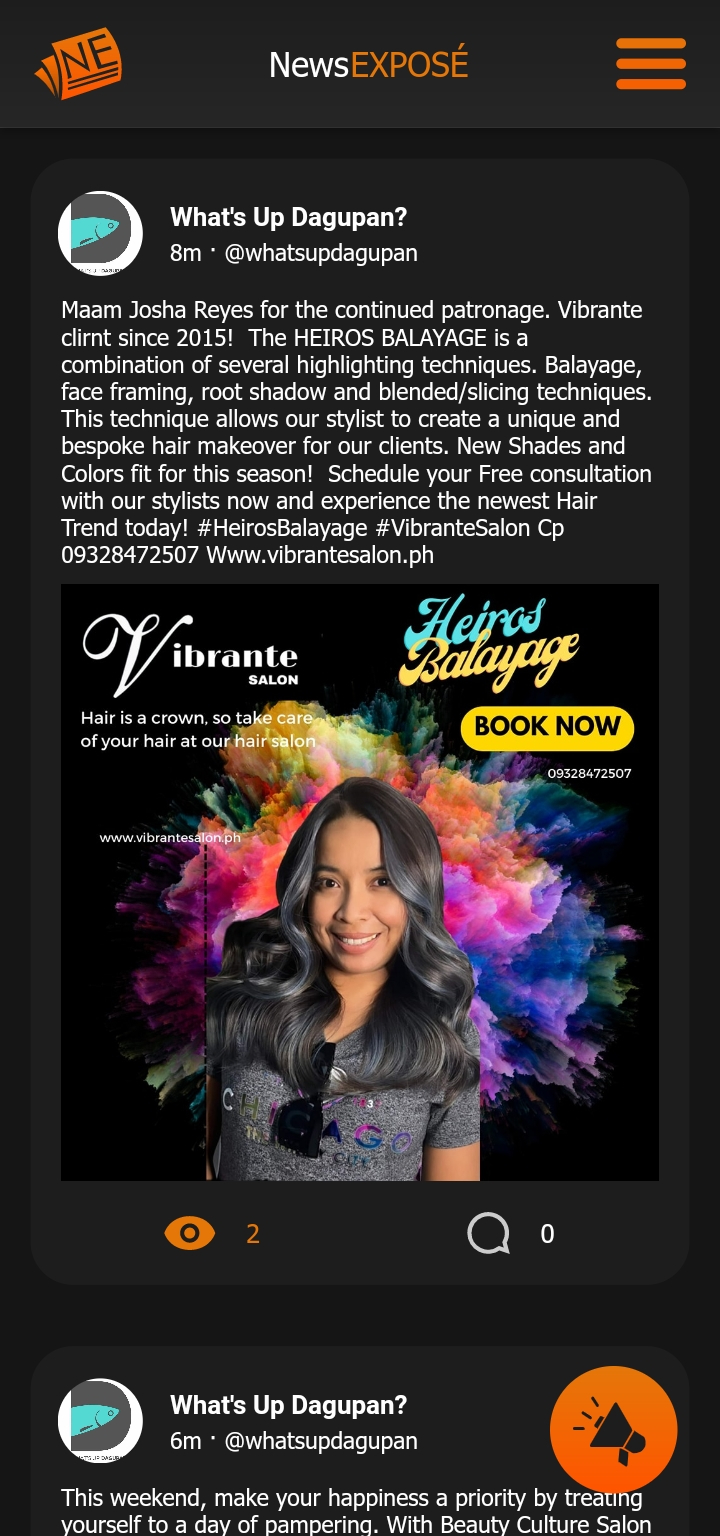 NE
NewsEXPOSÉ
What's Up Dagupan?
8m · @whatsupdagupan
Maam Josha Reyes for the continued patronage. Vibrante
clirnt since 2015!  The HEIROS BALAYAGE is a
combination of several highlighting techniques. Balayage,
face framing, root shadow and blended/slicing techniques.
This technique allows our stylist to create a unique and
bespoke hair makeover for our clients. New Shades and
Colors fit for this season!  Schedule your Free consultation
with our stylists now and experience the newest Hair
Trend today! #HeirosBalayage #VibranteSalon Cp
09328472507 Www.vibrantesalon.ph
Vibrante
SALON
Heiros
Balayage
Hair is a crown, so take care
of your hair at our hair salon
BOOK NOW
09328472507
www.vibrantesalon.ph
CHICAGO
2
0
What's Up Dagupan?
6m · @whatsupdagupan
This weekend, make your happiness a priority by treating
yourself to a day of pampering. With Beauty Culture Salon